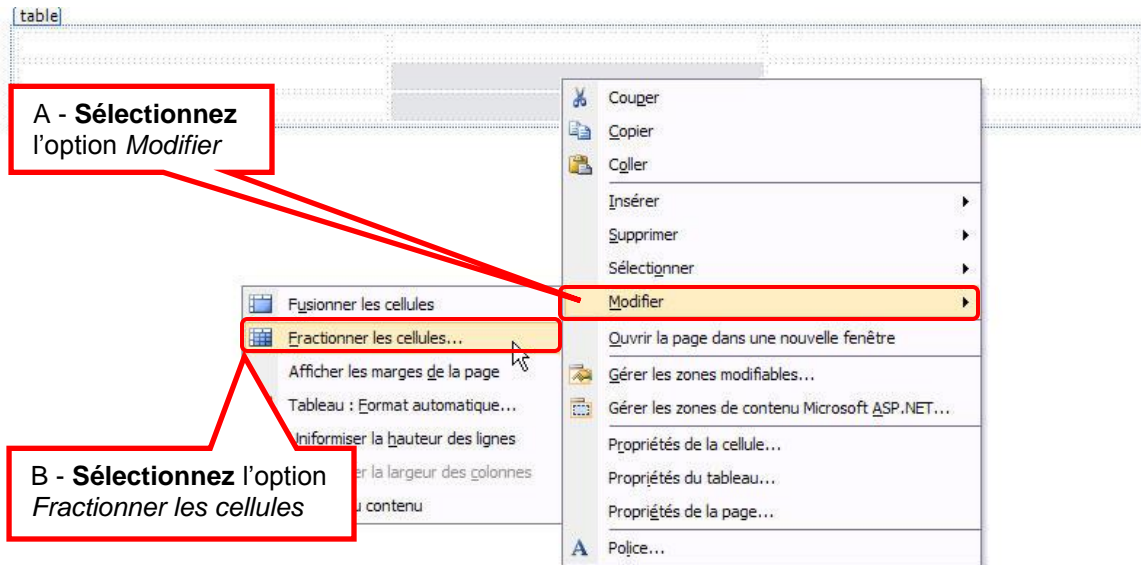 table
A - Sélectionnez
l'option Modifier
Couper
Copier
Coller
Insérer
Supprimer
Sélectionner
Modifier
Ouvrir la page dans une nouvelle fenêtre
Gérer les zones modifiables...
Gérer les zones de contenu Microsoft ASP.NET...
Propriétés de la cellule...
Propriétés du tableau...
Propriétés de la page...
Police...
Fusionner les cellules
Fractionner les cellules...
Afficher les marges de la page
Tableau : Format automatique...
Uniformiser la hauteur des lignes
la largeur des colonnes
contenu
B - Sélectionnez l'option
Fractionner les cellules